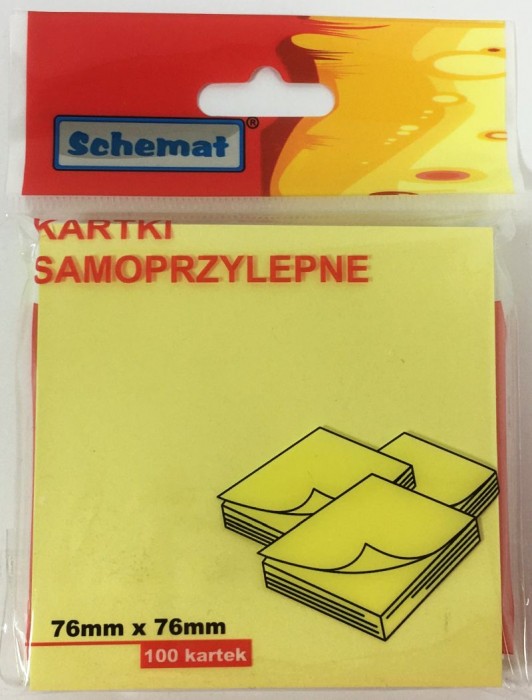 Schemat®
KARTKI
SAMOPRZYLEPNE
76mm x 76mm
100 kartek